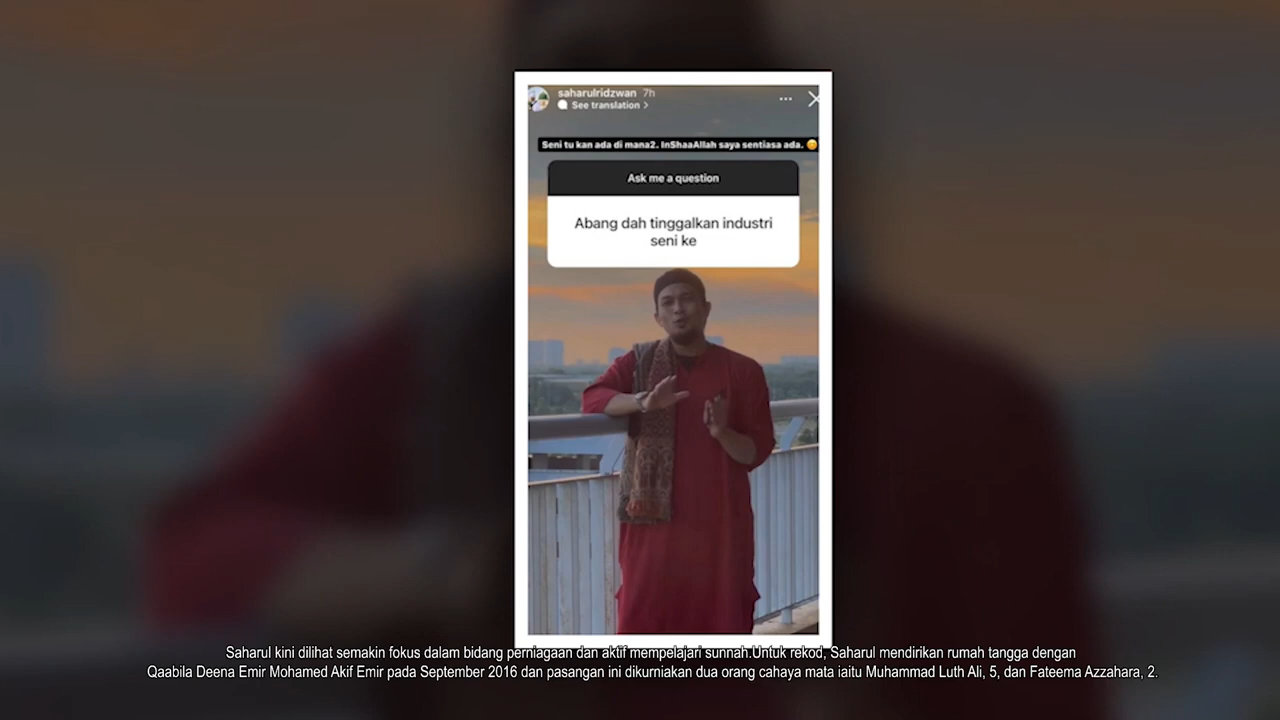 saharulridzwan 7h
See translation >
Seni tu kan ada di mana2. InShaaAllah saya sentiasa ada. 😊
Ask me a question
Abang dah tinggalkan industri
seni ke
Saharul kini dilihat semakin fokus dalam bidang perniagaan dan aktif mempelajari sunnah.Untuk rekod, Saharul mendirikan rumah tangga dengan
Qaabila Deena Emir Mohamed Akif Emir pada September 2016 dan pasangan ini dikurniakan dua orang cahaya mata iaitu Muhammad Luth Ali, 5, dan Fateema Azzahara, 2.